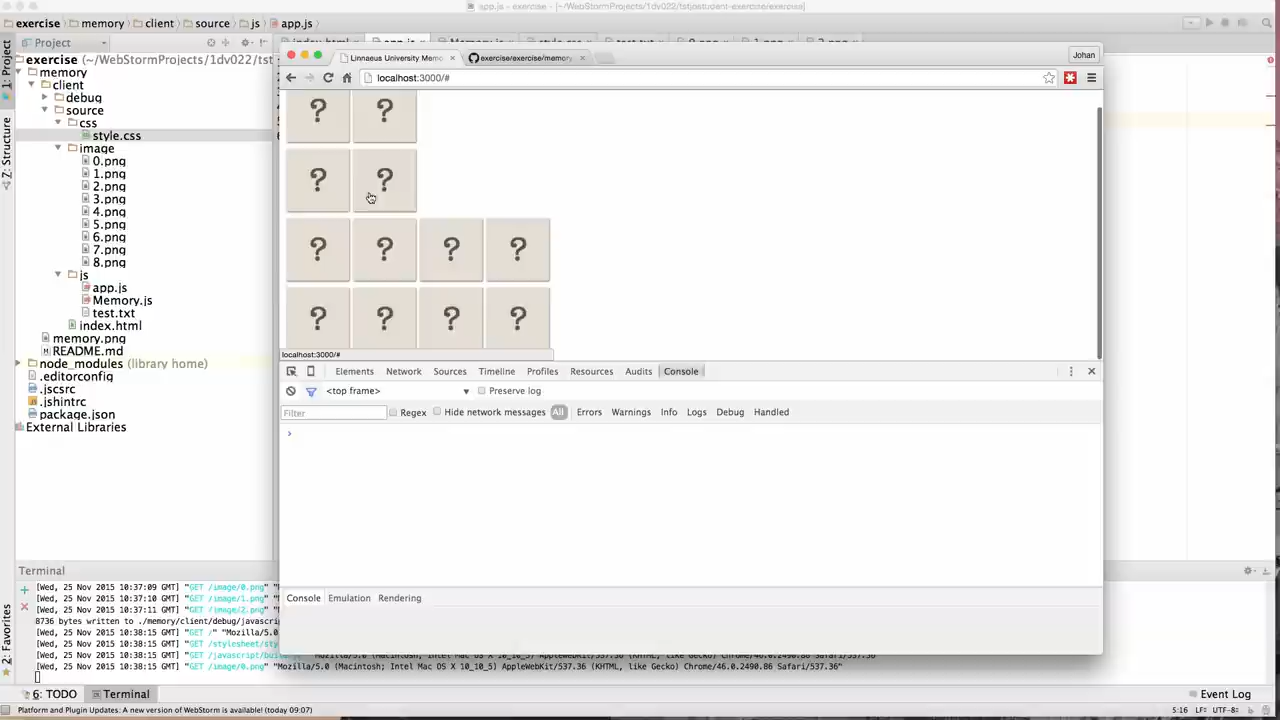 app.js - exercise - [~/WebStormProjects/1dv022/tstjostudent-exercise/exercise]
exercise memory client source js app.js
Project
exercise (~/WebStormProjects/1dv022/tst
memory
client
debug
source
css
style.css
image
0.png
1.png
2.png
3.png
4.png
5.png
6.png
7.png
8.png
js
app.js
Memory.js
test.txt
index.html
memory.png
README.md
node_modules (library home)
.editorconfig
.jscsrc
.jshintrc
package.json
External Libraries
1: Project
7: Structure
2: Favorites
Linnaeus University Memo
exercise/exercise/memory
Johan
localhost:3000/#
? ?
? ?
? ? ? ?
? ? ? ?
localhost:3000/#
Elements Network Sources Timeline Profiles Resources Audits Console
<top frame> Preserve log
Filter Regex Hide network messages All Errors Warnings Info Logs Debug Handled
>
Console Emulation Rendering
Terminal
[Wed, 25 Nov 2015 10:37:09 GMT] "GET /image/0.png" "
[Wed, 25 Nov 2015 10:37:10 GMT] "GET /image/1.png" "
[Wed, 25 Nov 2015 10:37:11 GMT] "GET /image/2.png" "
8736 bytes written to ./memory/client/debug/javascrip
[Wed, 25 Nov 2015 10:38:15 GMT] "GET /" "Mozilla/5.0
[Wed, 25 Nov 2015 10:38:15 GMT] "GET /stylesheet/sty
[Wed, 25 Nov 2015 10:38:15 GMT] "GET /javascript/buil
[Wed, 25 Nov 2015 10:38:15 GMT] "GET /image/0.png" "Mozilla/5.0 (Macintosh; Intel Mac OS X 10_10_5) AppleWebKit/537.36 (KHTML, like Gecko) Chrome/46.0.2490.86 Safari/537.36"
6: TODO Terminal Event Log
Platform and Plugin Updates: A new version of WebStorm is available! (today 09:07) 5:16 LF÷ UTF-8÷